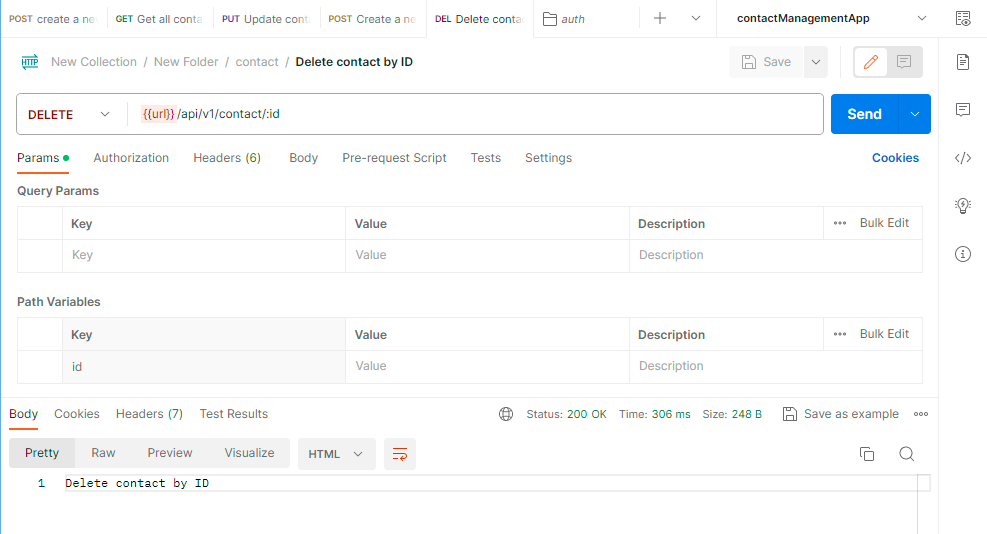 POST create a ne GET Get all conta PUT Update cont POST Create a ne DEL Delete conta auth contactManagementApp
HTTP New Collection / New Folder / contact / Delete contact by ID Save
DELETE {{url}}/api/v1/contact/:id Send
Params Authorization Headers (6) Body Pre-request Script Tests Settings Cookies
Query Params
Key Value Description Bulk Edit
Key Value Description
Path Variables
Key Value Description Bulk Edit
id Value Description
Body Cookies Headers (7) Test Results Status: 200 OK Time: 306 ms Size: 248 B Save as example
Pretty Raw Preview Visualize HTML
1 Delete contact by ID